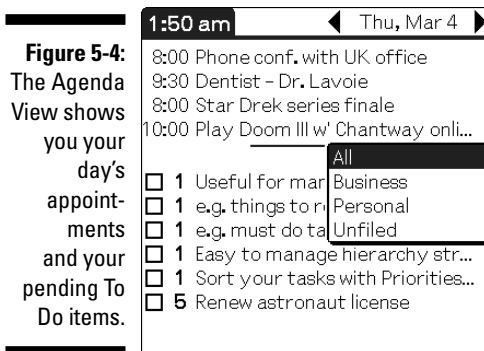 Figure 5-4:
The Agenda
View shows
you your
day's
appoint-
ments
and your
pending To
Do items.
1:50 am Thu, Mar 4
8:00 Phone conf. with UK office
9:30 Dentist - Dr. Lavoie
8:00 Star Drek series finale
10:00 Play Doom III w' Chantway onli...
All
Business
Personal
Unfiled
1 Useful for mar
1 e.g. things to r
1 e.g. must do ta
1 Easy to manage hierarchy str...
1 Sort your tasks with Priorities...
5 Renew astronaut license